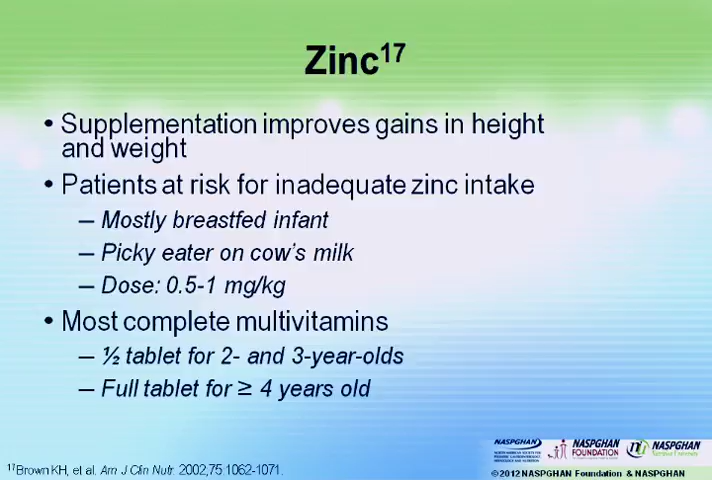 Zinc17
• Supplementation improves gains in height
and weight
• Patients at risk for inadequate zinc intake
– Mostly breastfed infant
– Picky eater on cow's milk
– Dose: 0.5-1 mg/kg
• Most complete multivitamins
– ½ tablet for 2- and 3-year-olds
– Full tablet for ≥ 4 years old
17Brown KH, et al. Am J Clin Nutr. 2002;75:1062-1071.
NASPGHAN
NASPGHAN
FOUNDATION
NASPGHAN
©2012 NASPGHAN Foundation & NASPGHAN